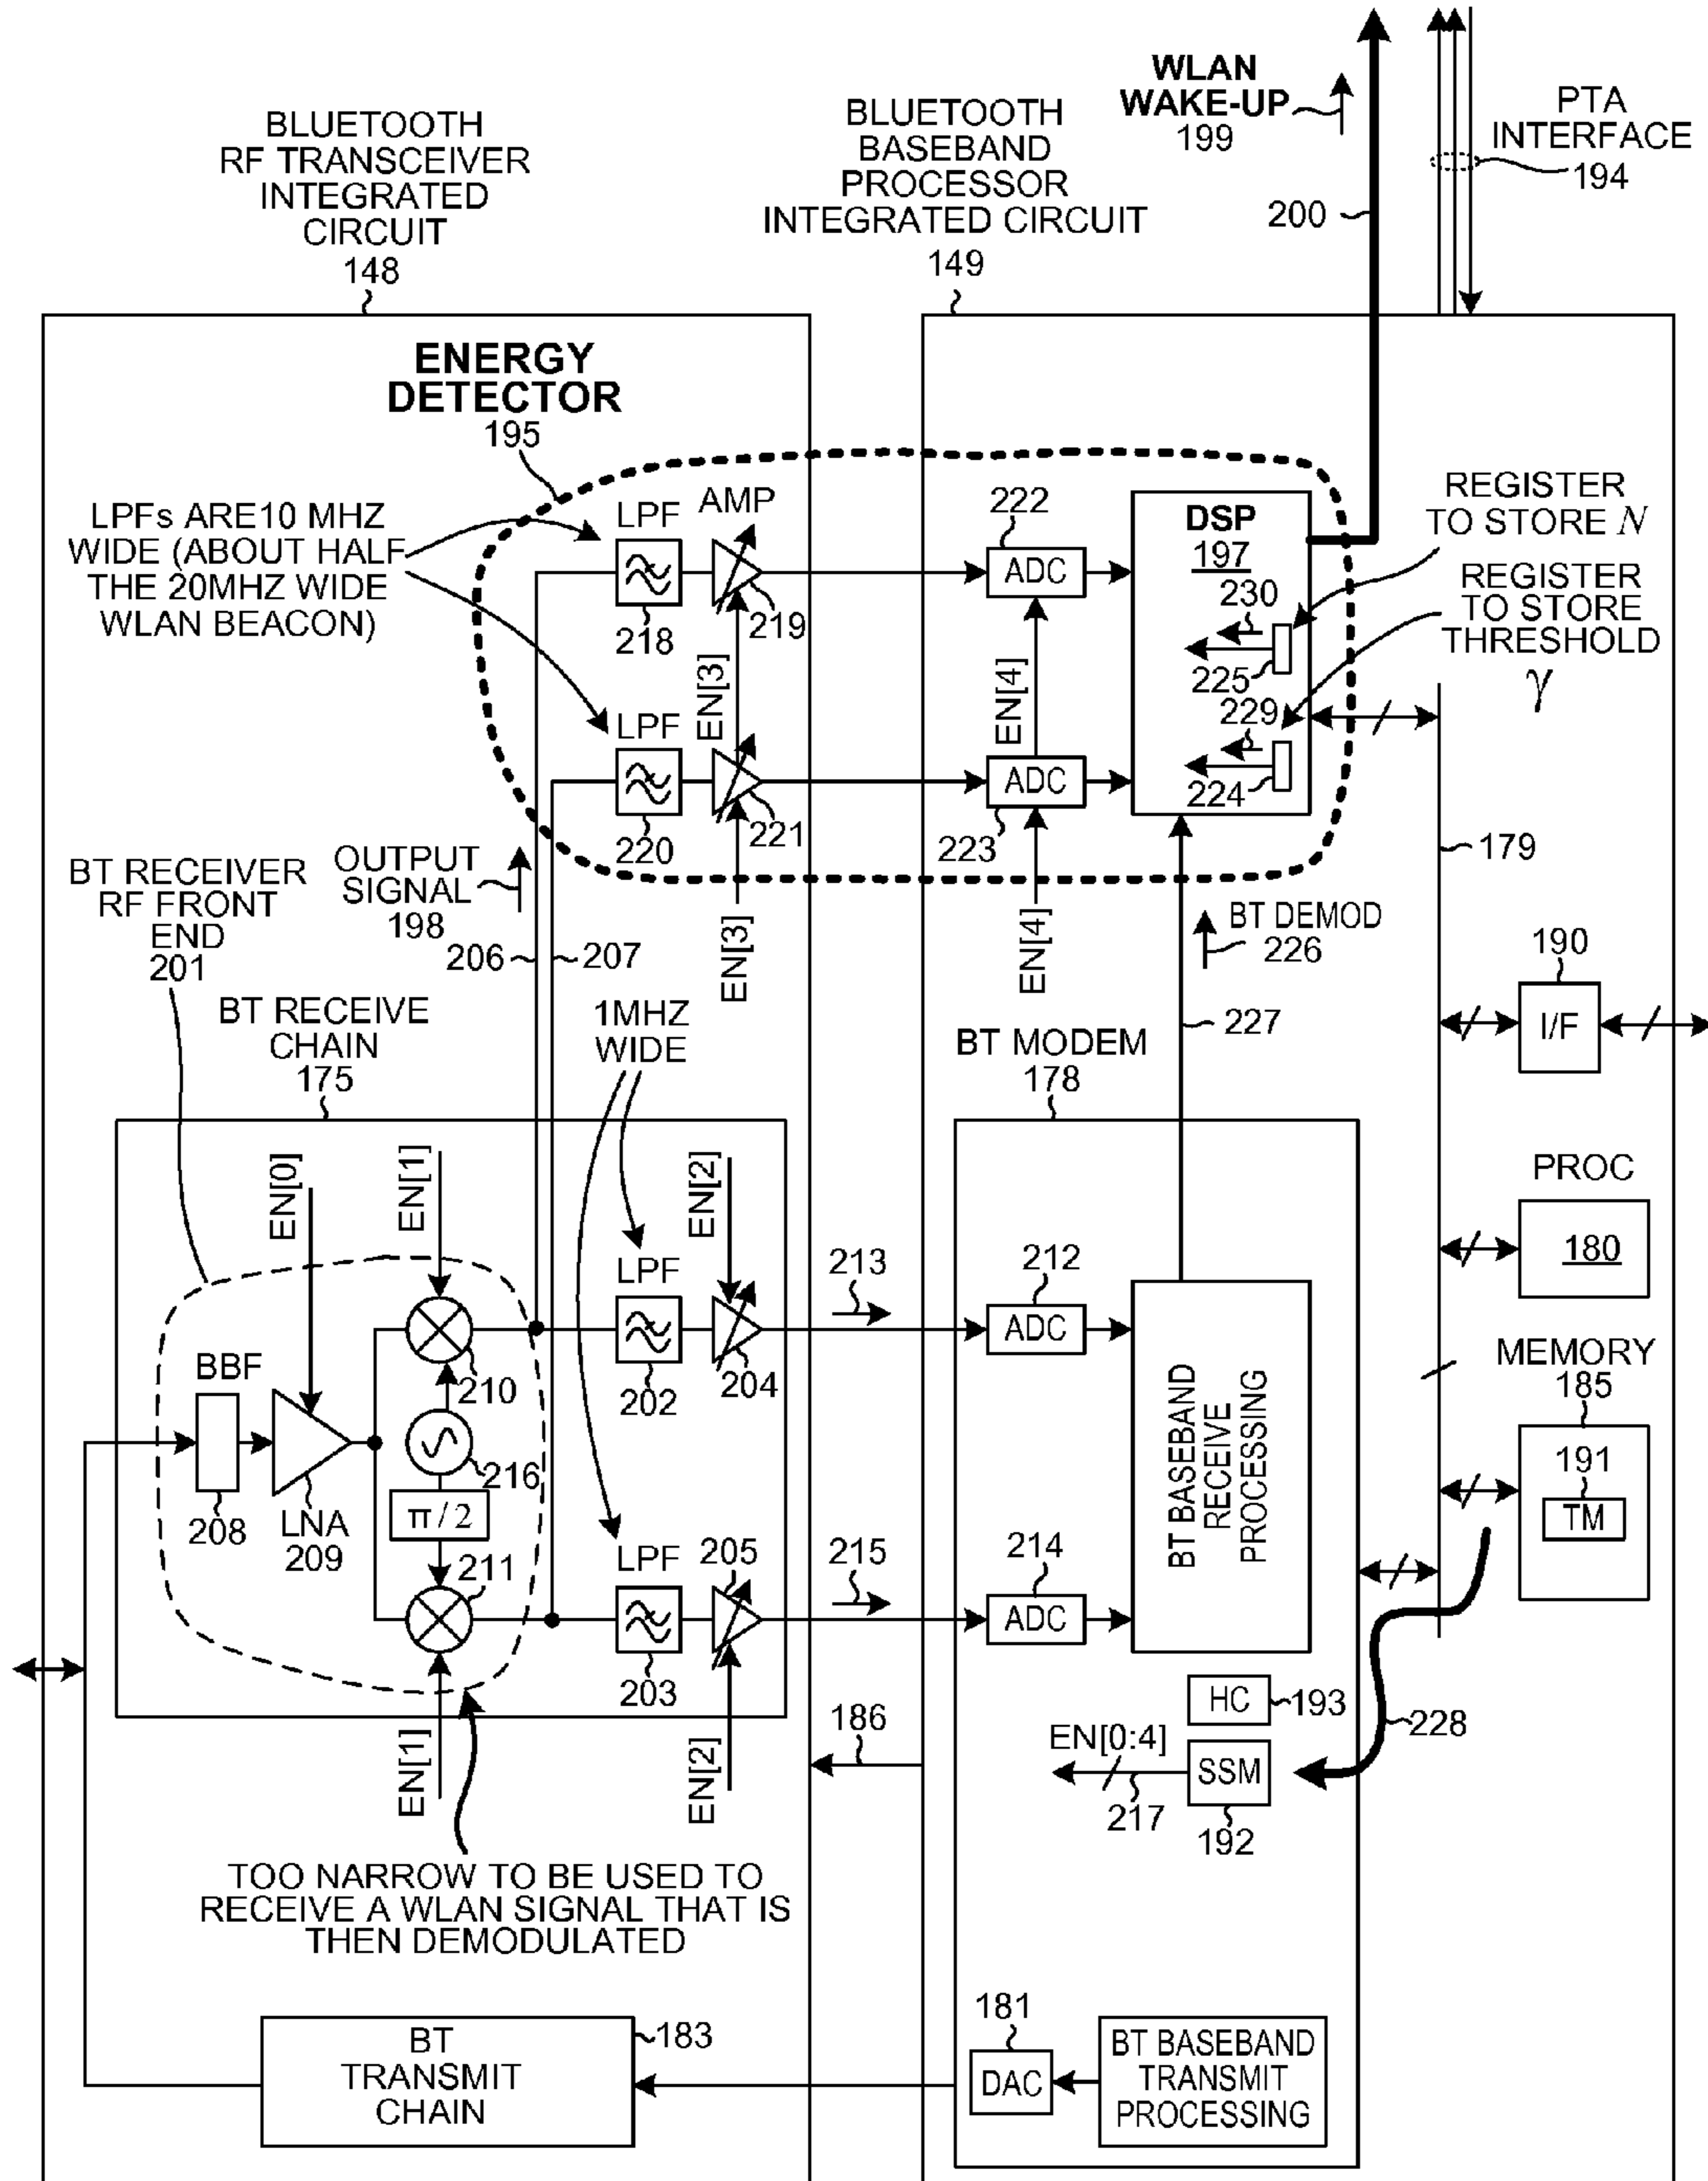 BLUETOOTH
RF TRANSCEIVER
INTEGRATED
CIRCUIT
148
BLUETOOTH
BASEBAND
PROCESSOR
INTEGRATED CIRCUIT
149
WLAN
WAKE-UP
199
200
PTA
INTERFACE
194
ENERGY
DETECTOR
195
LPFs ARE10 MHZ
WIDE (ABOUT HALF
THE 20MHZ WIDE
WLAN BEACON)
LPF
218
AMP
219
EN[3]
LPF
220
221
EN[3]
222
ADC
EN[4]
ADC
223
EN[4]
DSP
197
230
225
229
224
REGISTER
TO STORE N
REGISTER
TO STORE
THRESHOLD
γ
179
BT RECEIVER
RF FRONT
END
201
OUTPUT
SIGNAL
198
206
207
BT DEMOD
226
227
190
I/F
BT RECEIVE
CHAIN
175
1MHZ
WIDE
BT MODEM
178
EN[0]
EN[1]
EN[2]
PROC
180
BBF
208
LNA
209
210
216
π/2
211
LPF
202
204
213
212
ADC
LPF
203
205
215
214
ADC
BT BASEBAND
RECEIVE
PROCESSING
MEMORY
185
191
TM
EN[1]
EN[2]
186
HC
193
EN[0:4]
217
SSM
192
228
TOO NARROW TO BE USED TO
RECEIVE A WLAN SIGNAL THAT IS
THEN DEMODULATED
BT
TRANSMIT
CHAIN
183
181
DAC
BT BASEBAND
TRANSMIT
PROCESSING